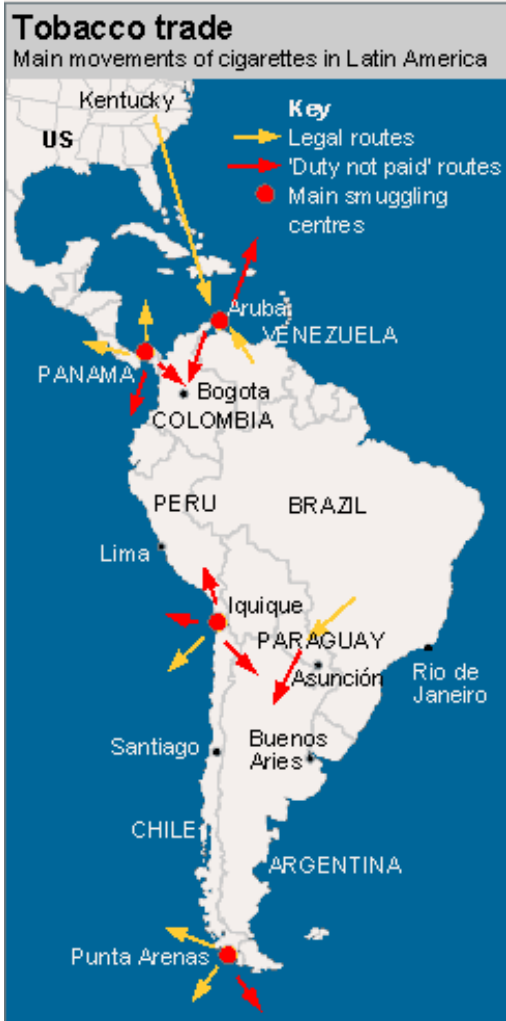 Tobacco trade
Main movements of cigarettes in Latin America
Kentucky
US
Key
Legal routes
'Duty not paid' routes
Main smuggling
centres
Aruba
VENEZUELA
PANAMA
Bogota
COLOMBIA
PERU
BRAZIL
Lima
Iquique
PARAGUAY
Asunción
Rio de
Janeiro
Buenos
Aries
Santiago
CHILE
ARGENTINA
Punta Arenas